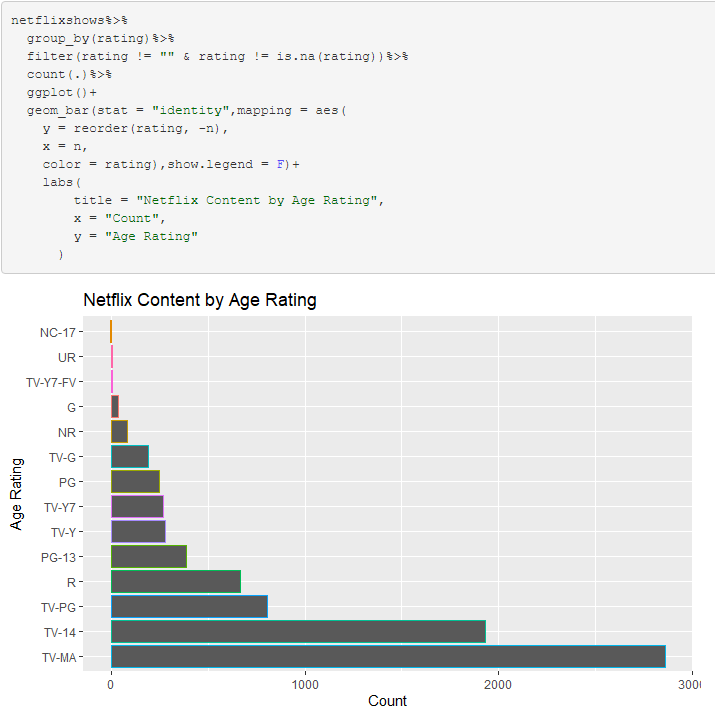 netflixshows%>%
group_by(rating)%>%
filter(rating != "" & rating != is.na(rating))%>%
count(.)%>%
ggplot()+
geom_bar(stat = "identity",mapping = aes(
y = reorder(rating, -n),
x = n,
color = rating),show.legend = F)+
labs(
title = "Netflix Content by Age Rating",
x = "Count",
y = "Age Rating"
)
Netflix Content by Age Rating
NC-17
UR
TV-Y7-FV
G
NR
TV-G
PG
TV-Y7
TV-Y
PG-13
R
TV-PG
TV-14
TV-MA
Age Rating
0 1000 2000 3000
Count